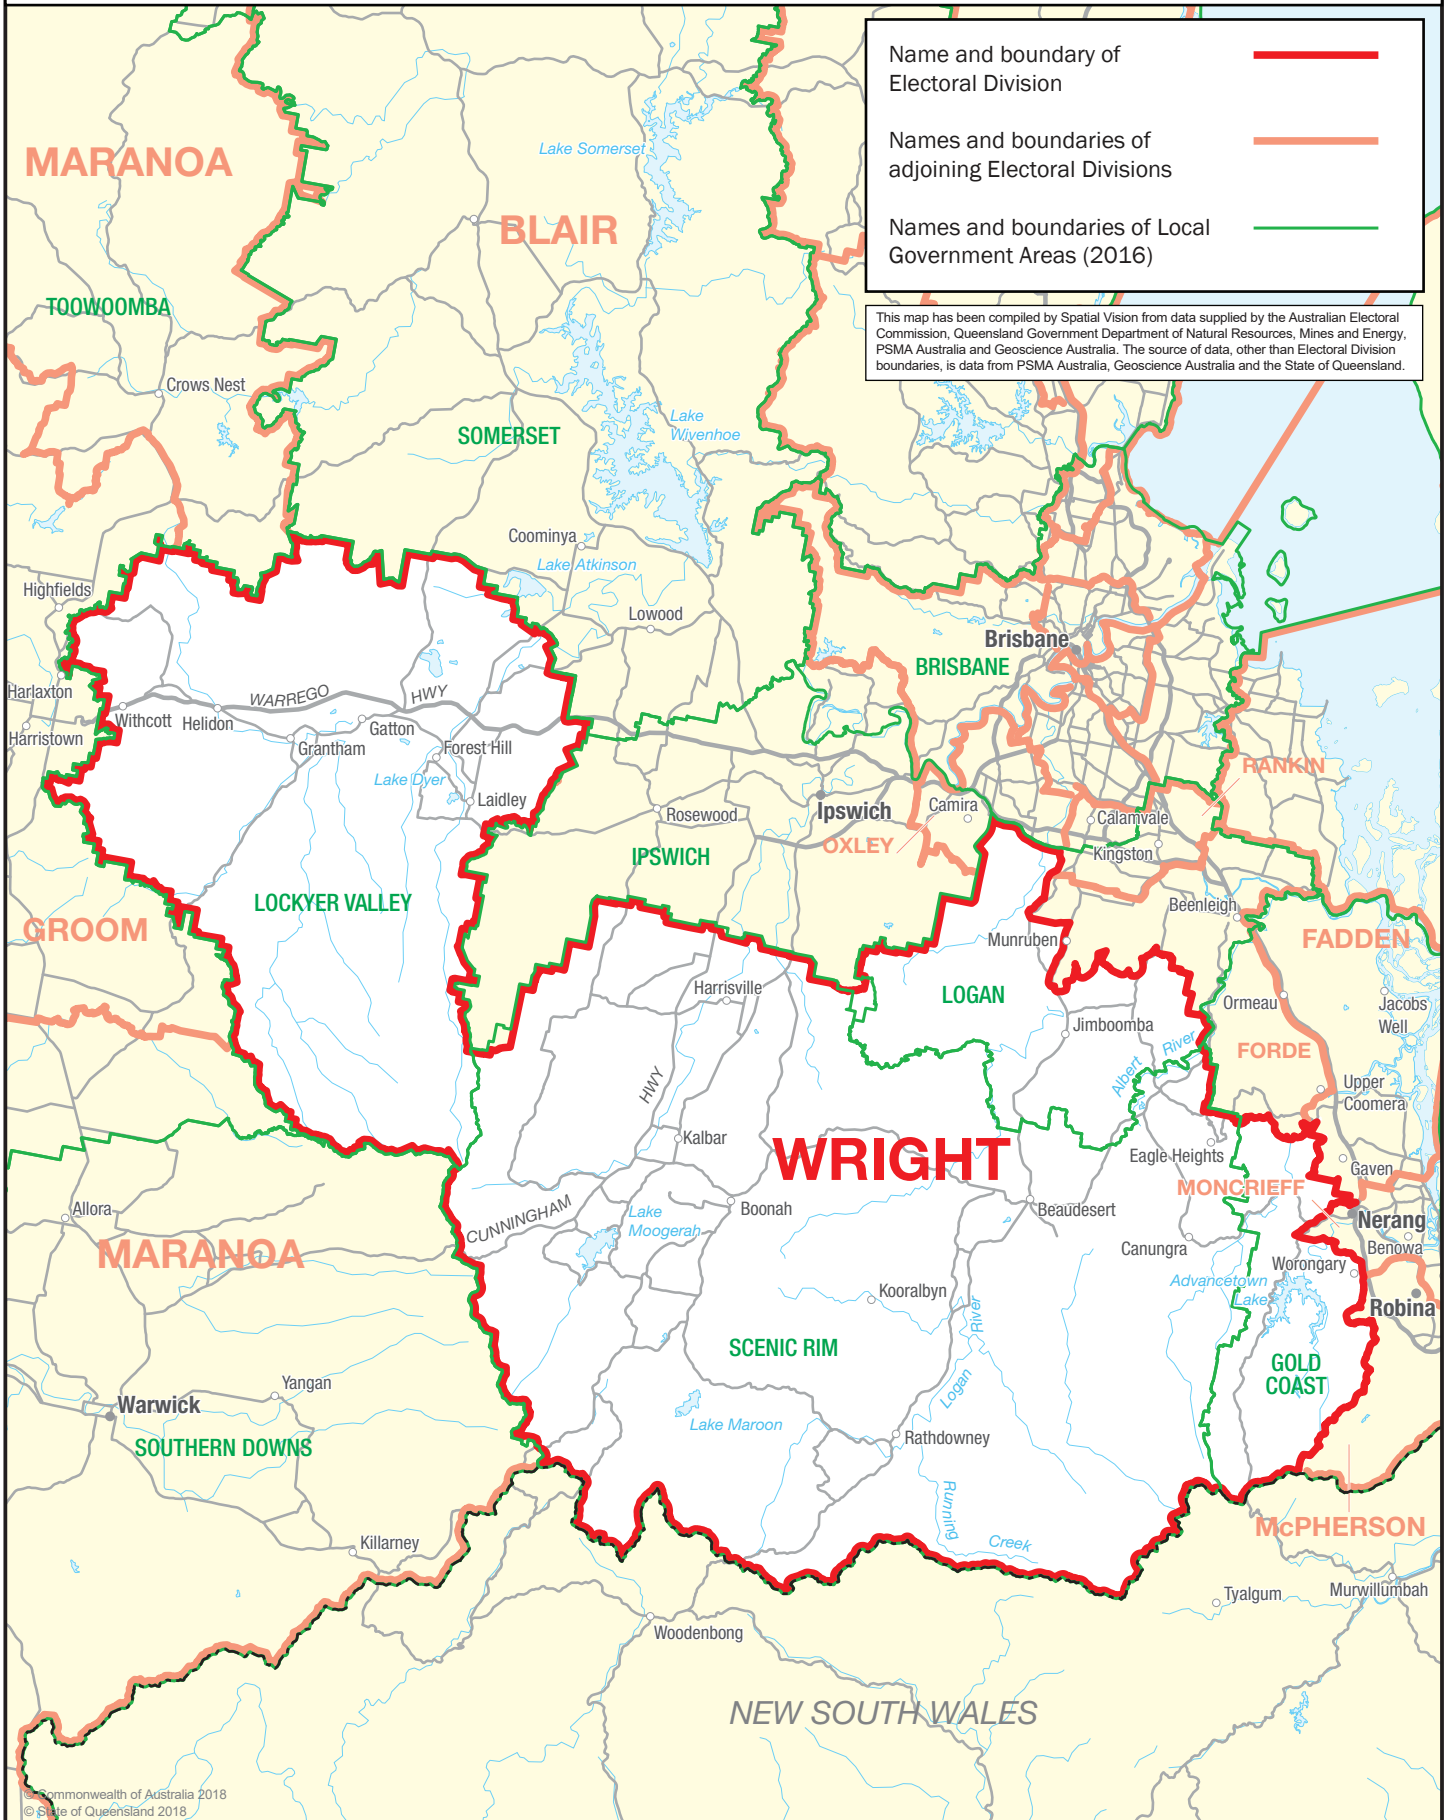 Name and boundary of
Electoral Division
Names and boundaries of
adjoining Electoral Divisions
Names and boundaries of Local
Government Areas (2016)
This map has been compiled by Spatial Vision from data supplied by the Australian Electoral
Commission, Queensland Government Department of Natural Resources, Mines and Energy,
PSMA Australia and Geoscience Australia. The source of data, other than Electoral Division
boundaries, is data from PSMA Australia, Geoscience Australia and the State of Queensland.
MARANOA
Lake Somerset
BLAIR
TOOWOOMBA
Crows Nest
Lake
Wivenhoe
SOMERSET
Coominya
Lake Atkinson
Highfields
Lowood
Brisbane
BRISBANE
Harlaxton
WARREGO
HWY
Withcott
Helidon
Gatton
Harristown
Grantham
Forest Hill
RANKIN
Lake Dyer
Laidley
Rosewood
Ipswich
Camira
Calamvale
OXLEY
Kingston
IPSWICH
LOCKYER VALLEY
Beenleigh
GROOM
Munruben
FADDEN
Harrisville
LOGAN
Ormeau
Jacobs
Well
Jimboomba
River
Albert
FORDE
HWY
Upper
Coomera
Kalbar
WRIGHT
Eagle Heights
Gaven
MONCRIEFF
Allora
CUNNINGHAM
Boonah
Beaudesert
Lake
Moogerah
Nerang
MARANOA
Canungra
Benowa
Worongary
Advancetown
Lake
Kooralbyn
Robina
River
Logan
SCENIC RIM
GOLD
COAST
Yangan
Warwick
Lake Maroon
SOUTHERN DOWNS
Rathdowney
Running
Creek
McPHERSON
Killarney
Tyalgum
Murwillumbah
Woodenbong
NEW SOUTH WALES
© Commonwealth of Australia 2018
© State of Queensland 2018